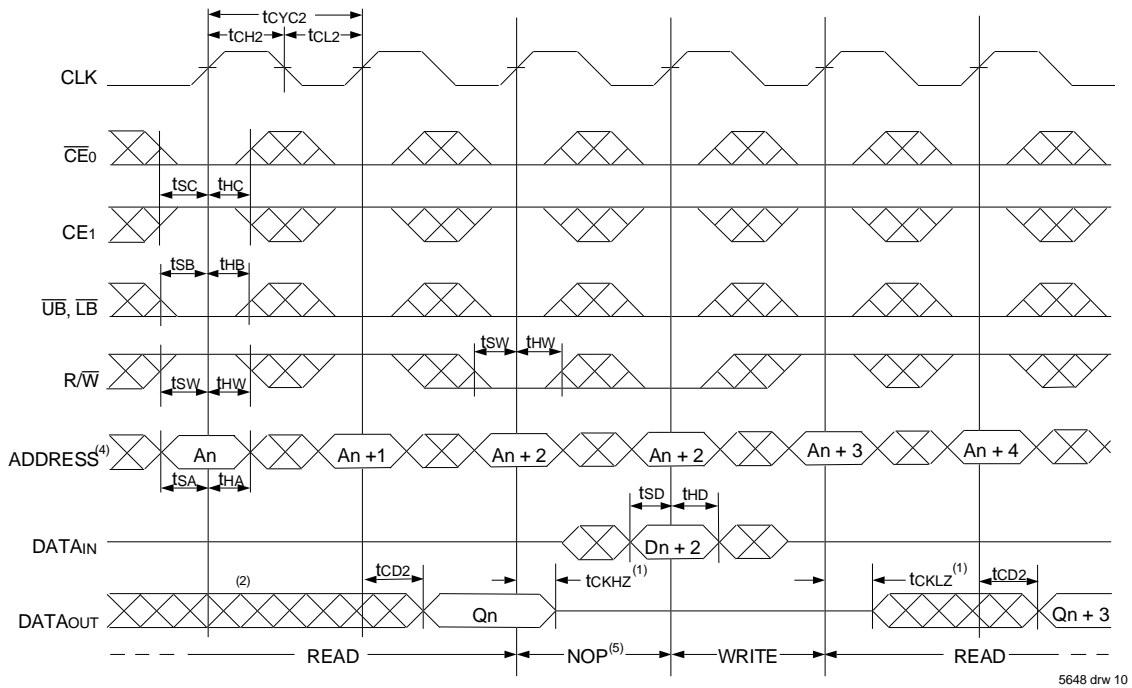 tCYC2
tCH2 tCL2
CLK
CE0
tSC tHC
CE1
tSB tHB
UB, LB
tSW tHW
R/W
tSW tHW
ADDRESS(4) An An +1 An + 2 An + 2 An + 3 An + 4
tSA tHA tSD tHD
DATAIN Dn + 2
(2) tCD2 tCKHZ(1) tCKLZ(1) tCD2
DATAOUT Qn Qn + 3
READ NOP(5) WRITE READ
5648 drw 10